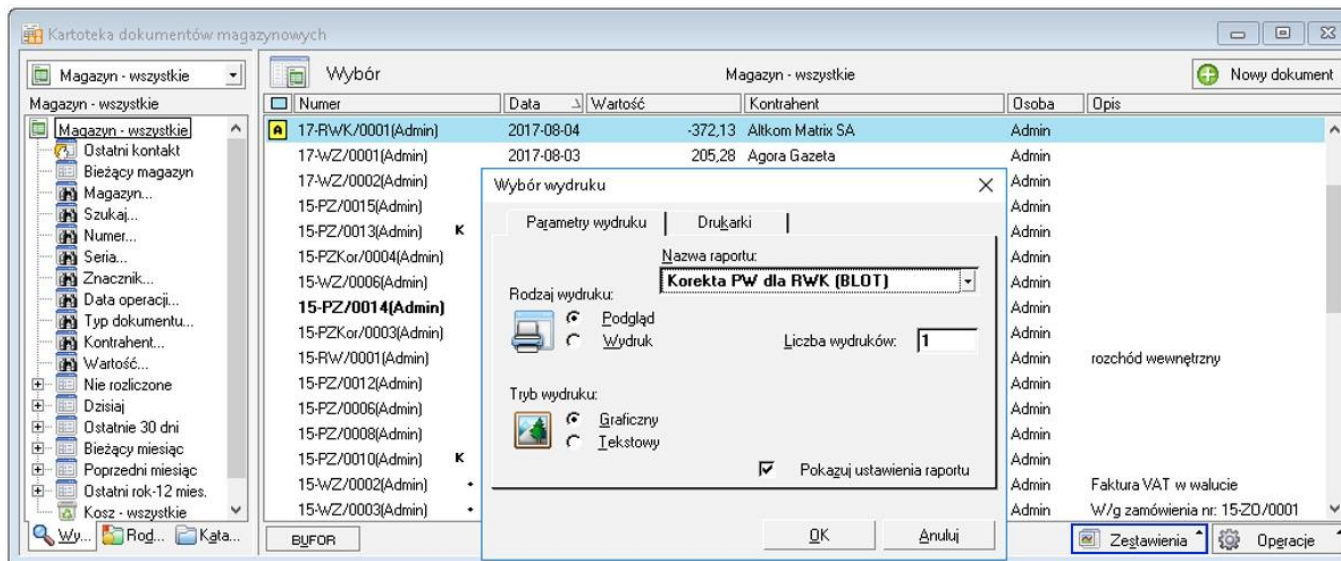 Kartoteka dokumentów magazynowych
Magazyn - wszystkie
Magazyn - wszystkie
Magazyn - wszystkie
Ostatni kontakt
Bieżący magazyn
Magazyn...
Szukaj...
Numer...
Seria...
Znacznik...
Data operacji...
Typ dokumentu...
Kontrahent...
Wartość...
Nie rozliczone
Dzisiaj
Ostatnie 30 dni
Bieżący miesiąc
Poprzedni miesiąc
Ostatni rok-12 mies.
Kosz - wszystkie
Wy... Rod... Kata...
Wybór Magazyn - wszystkie Nowy dokument
Numer Data Wartość Kontrahent Osoba Opis
A 17-RWK/0001(Admin) 2017-08-04 -372,13 Altkom Matrix SA Admin
17-WZ/0001(Admin) 2017-08-03 205,28 Agora Gazeta Admin
17-WZ/0002(Admin) Admin
15-PZ/0015(Admin) Admin
15-PZ/0013(Admin) K Admin
15-PZKor/0004(Admin) Admin
15-WZ/0006(Admin) Admin
15-PZ/0014(Admin) Admin
15-PZKor/0003(Admin) Admin
15-RW/0001(Admin) Admin rozchód wewnętrzny
15-PZ/0012(Admin) Admin
15-PZ/0006(Admin) Admin
15-PZ/0008(Admin) Admin
15-PZ/0010(Admin) K Admin
15-WZ/0002(Admin) • Admin Faktura VAT w walucie
15-WZ/0003(Admin) • Admin W/g zamówienia nr: 15-ZO/0001
BUFOR Zestawienia Operacje
Wybór wydruku
Parametry wydruku Drukarki
Nazwa raportu:
Korekta PW dla RWK (BLOT)
Rodzaj wydruku:
Podgląd
Wydruk Liczba wydruków: 1
Tryb wydruku:
Graficzny
Tekstowy
Pokazuj ustawienia raportu
OK Anuluj